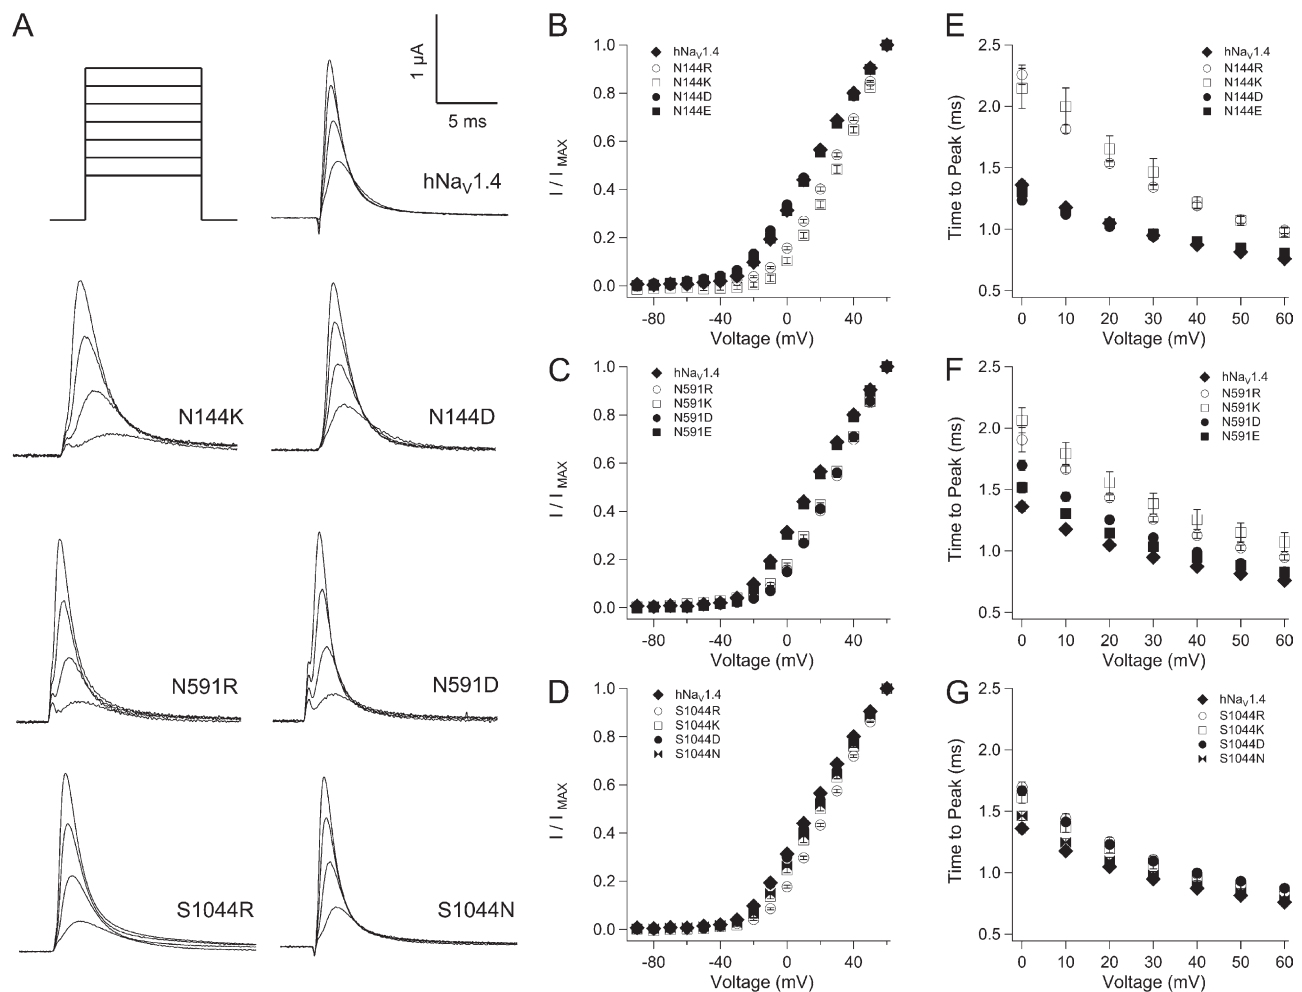 A
1 µA
5 ms
hNaV1.4
N144K
N144D
N591R
N591D
S1044R
S1044N
B
1.0
0.8
0.6
0.4
0.2
0.0
I / IMAX
hNaV1.4
N144R
N144K
N144D
N144E
-80
-40
0
40
Voltage (mV)
C
1.0
0.8
0.6
0.4
0.2
0.0
I / IMAX
hNaV1.4
N591R
N591K
N591D
N591E
-80
-40
0
40
Voltage (mV)
D
1.0
0.8
0.6
0.4
0.2
0.0
I / IMAX
hNaV1.4
S1044R
S1044K
S1044D
S1044N
-80
-40
0
40
Voltage (mV)
E
2.5
2.0
1.5
1.0
0.5
Time to Peak (ms)
hNaV1.4
N144R
N144K
N144D
N144E
0 10 20 30 40 50 60
Voltage (mV)
F
2.5
2.0
1.5
1.0
0.5
Time to Peak (ms)
hNaV1.4
N591R
N591K
N591D
N591E
0 10 20 30 40 50 60
Voltage (mV)
G
2.5
2.0
1.5
1.0
0.5
Time to Peak (ms)
hNaV1.4
S1044R
S1044K
S1044D
S1044N
0 10 20 30 40 50 60
Voltage (mV)